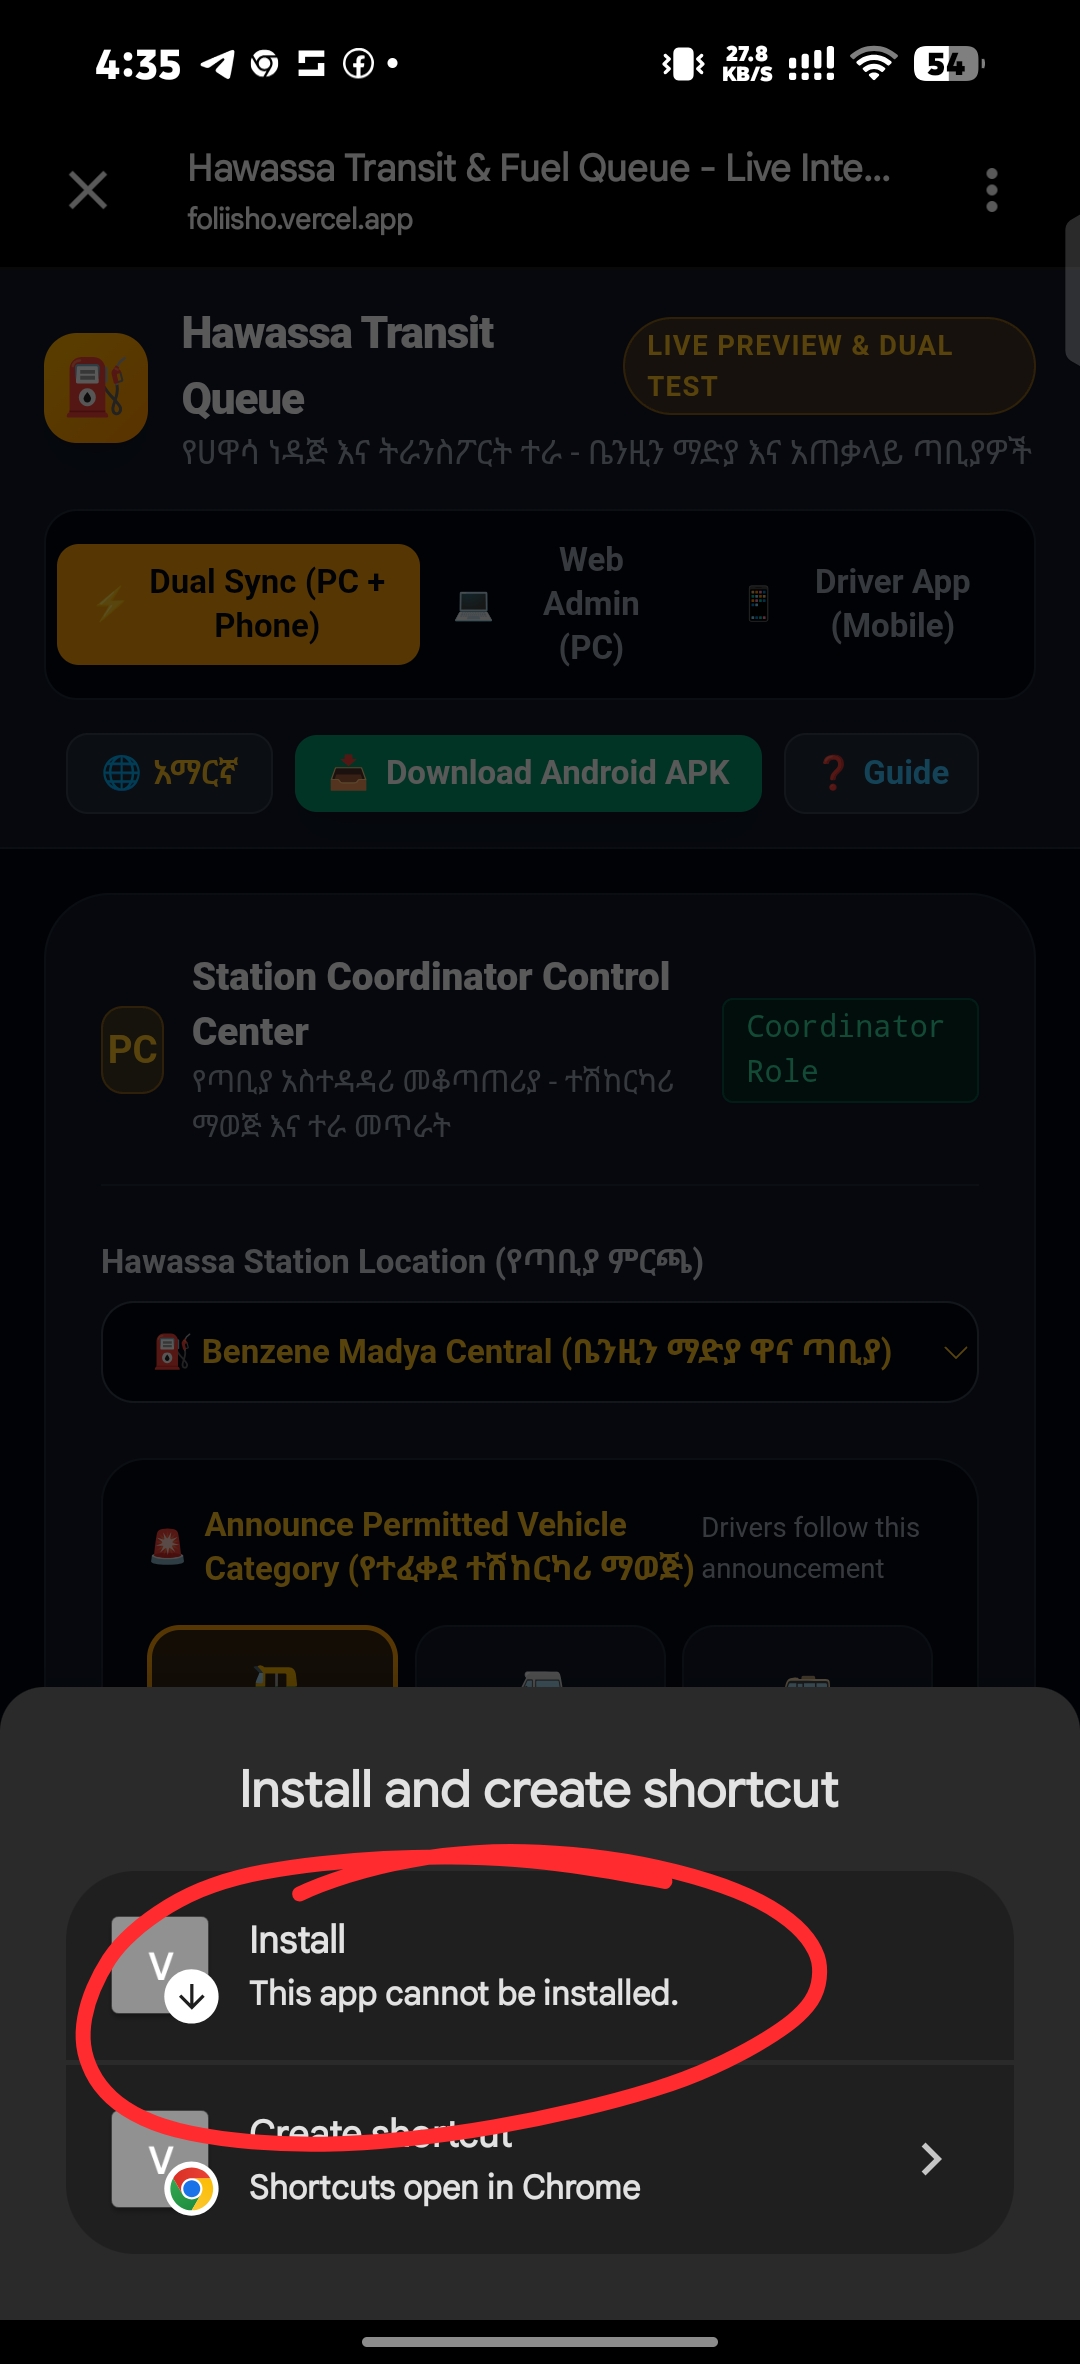 4:35
27.8
KB/S
54
Hawassa Transit & Fuel Queue - Live Inte...
foliisho.vercel.app
Hawassa Transit
Queue
LIVE PREVIEW & DUAL
TEST
የሀዋሳ ነዳጅ እና ትራንስፖርት ተራ - ቤንዚን ማድያ እና አጠቃላይ ጣቢያዎች
Dual Sync (PC +
Phone)
Web
Admin
(PC)
Driver App
(Mobile)
አማርኛ
Download Android APK
Guide
PC
Station Coordinator Control
Center
የጣቢያ አስተዳዳሪ መቆጣጠሪያ - ተሽከርካሪ
ማወጅ እና ተራ መጥራት
Coordinator
Role
Hawassa Station Location (የጣቢያ ምርጫ)
Benzene Madya Central (ቤንዚን ማድያ ዋና ጣቢያ)
Announce Permitted Vehicle
Category (የተፈቀደ ተሽከርካሪ ማወጅ)
Drivers follow this
announcement
Install and create shortcut
V
Install
This app cannot be installed.
V
Create shortcut
Shortcuts open in Chrome